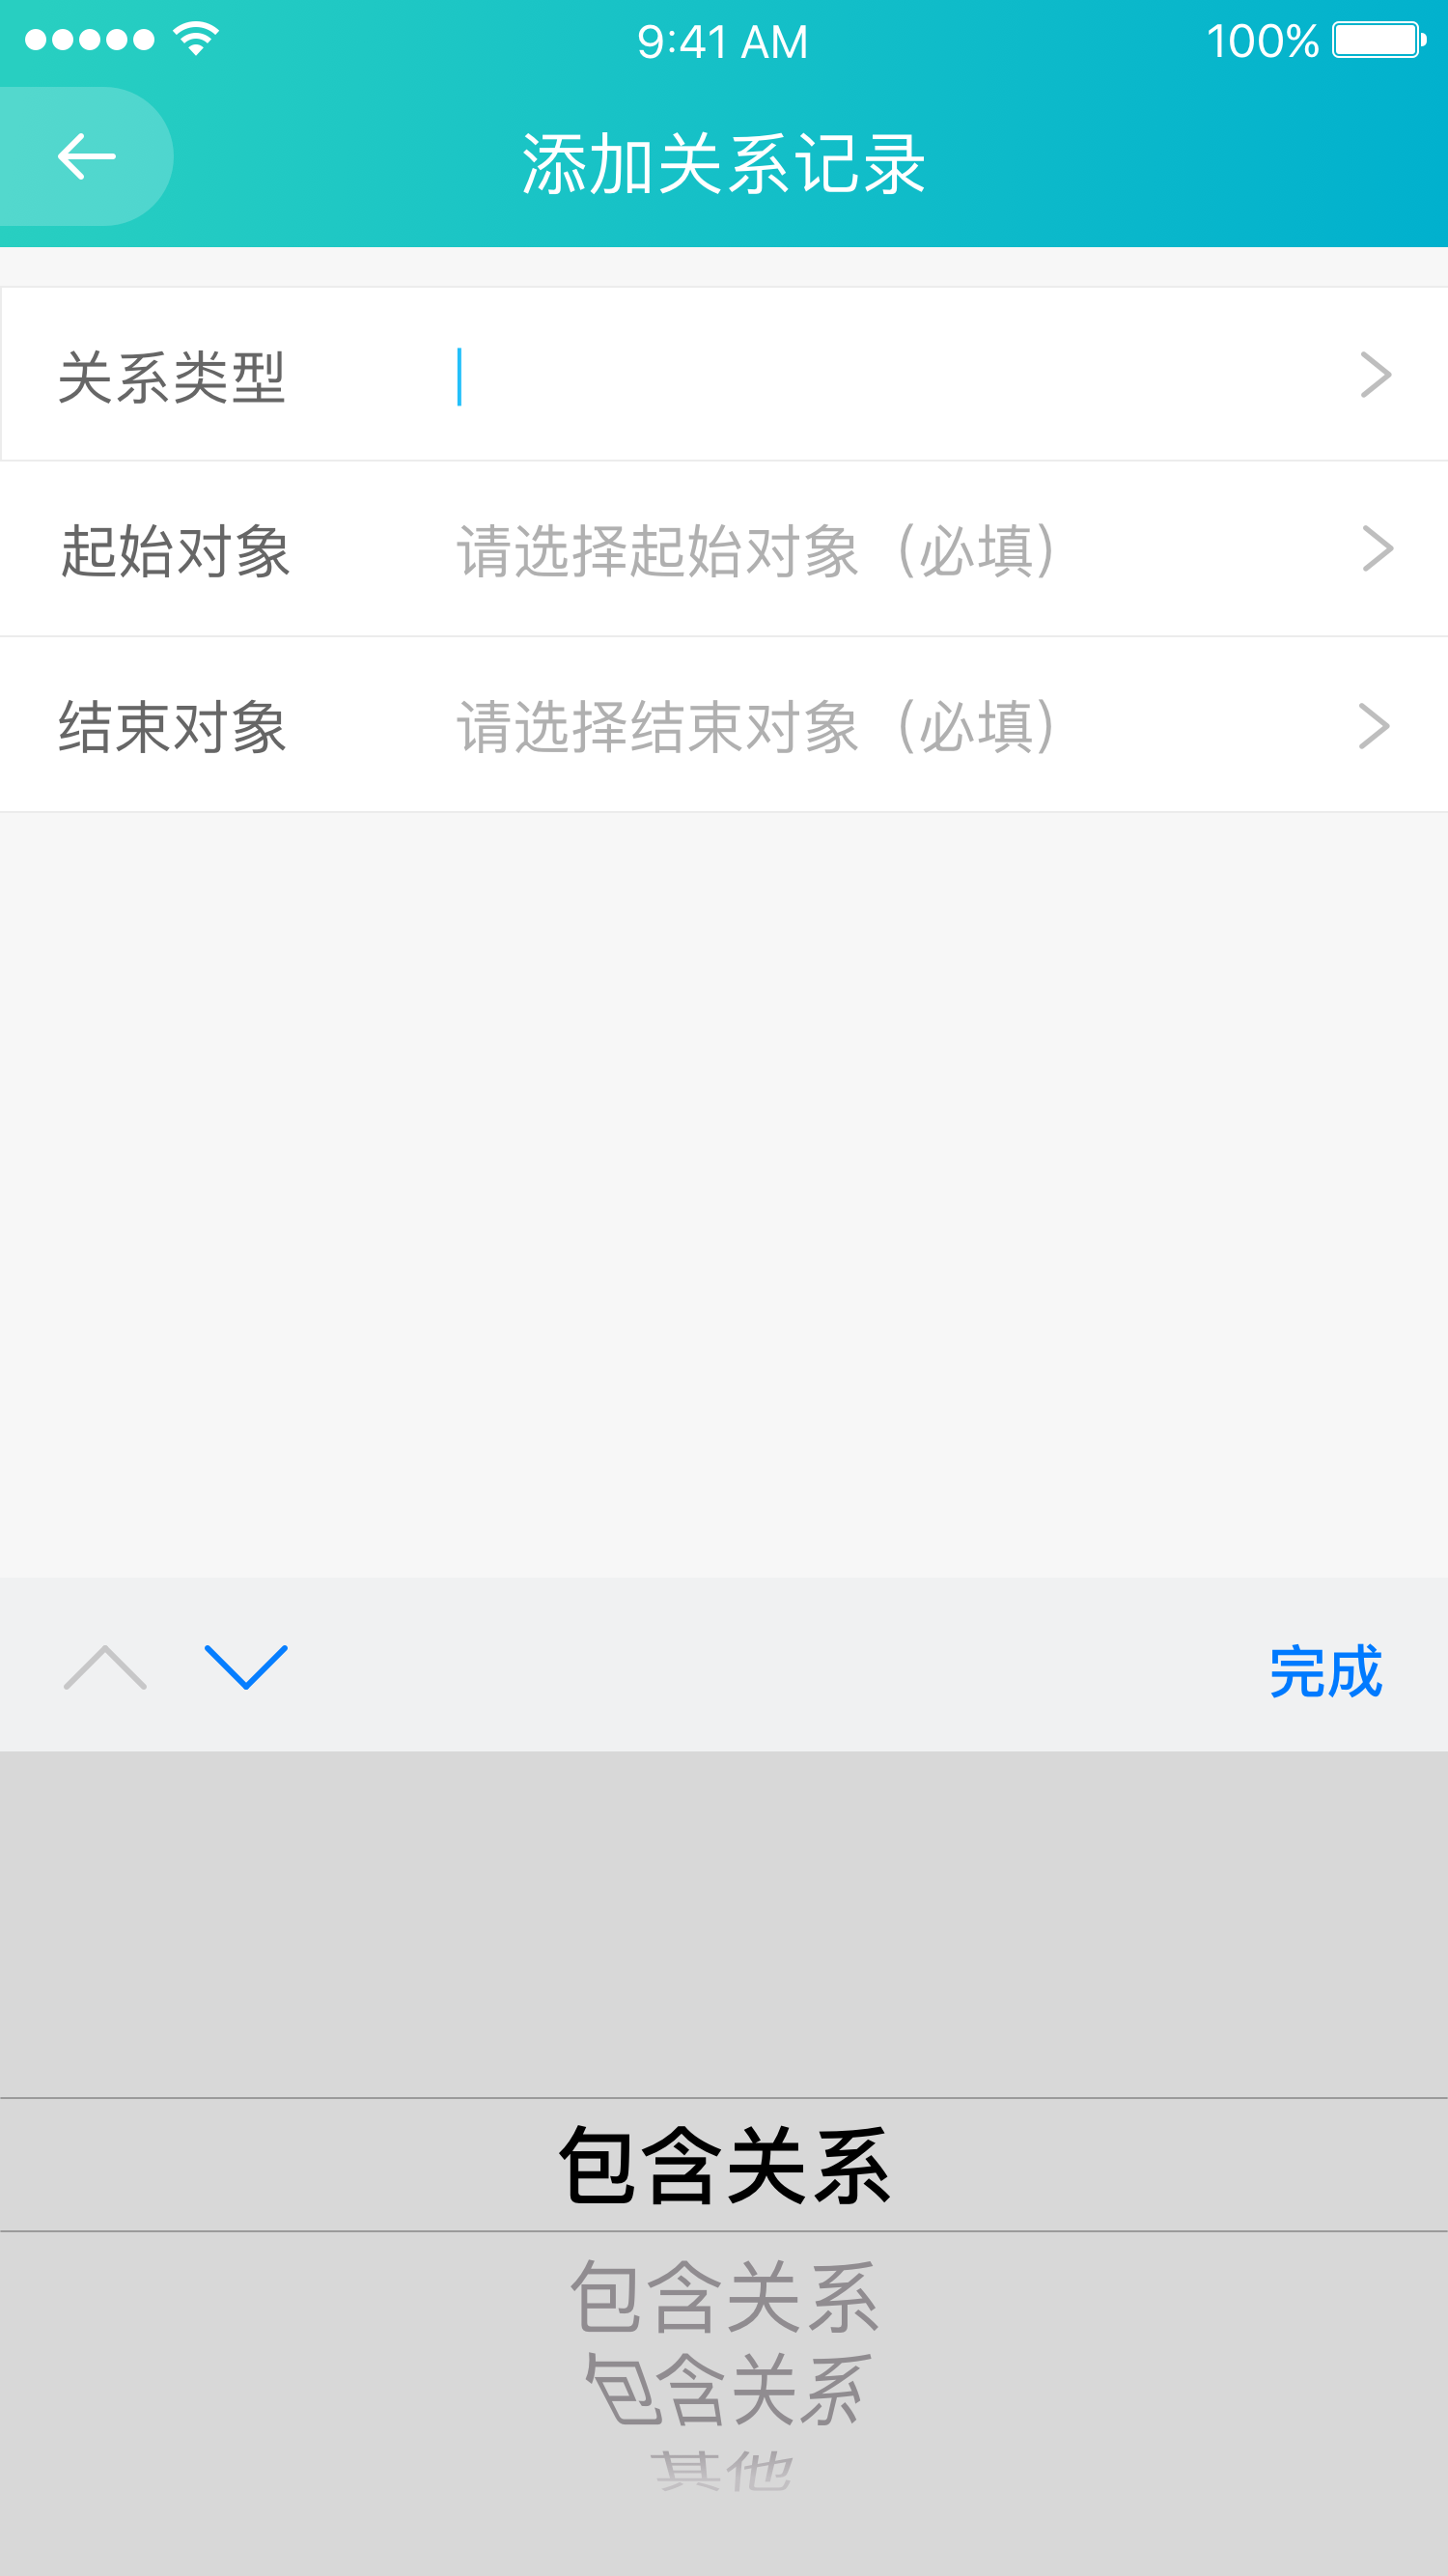 9:41 AM
100%
添加关系记录
关系类型
起始对象 请选择起始对象（必填）
结束对象 请选择结束对象（必填）
完成
包含关系
包含关系
包含关系
其他